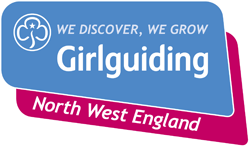 WE DISCOVER, WE GROW
Girlguiding
North West England